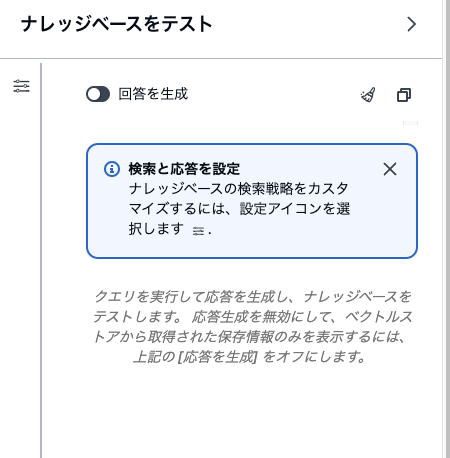 ナレッジベースをテスト
回答を生成
検索と応答を設定
ナレッジベースの検索戦略をカスタ
マイズするには、設定アイコンを選
択します .
クエリを実行して応答を生成し、ナレッジベースを
テストします。 応答生成を無効にして、ベクトルス
トアから取得された保存情報のみを表示するには、
上記の [応答を生成] をオフにします。